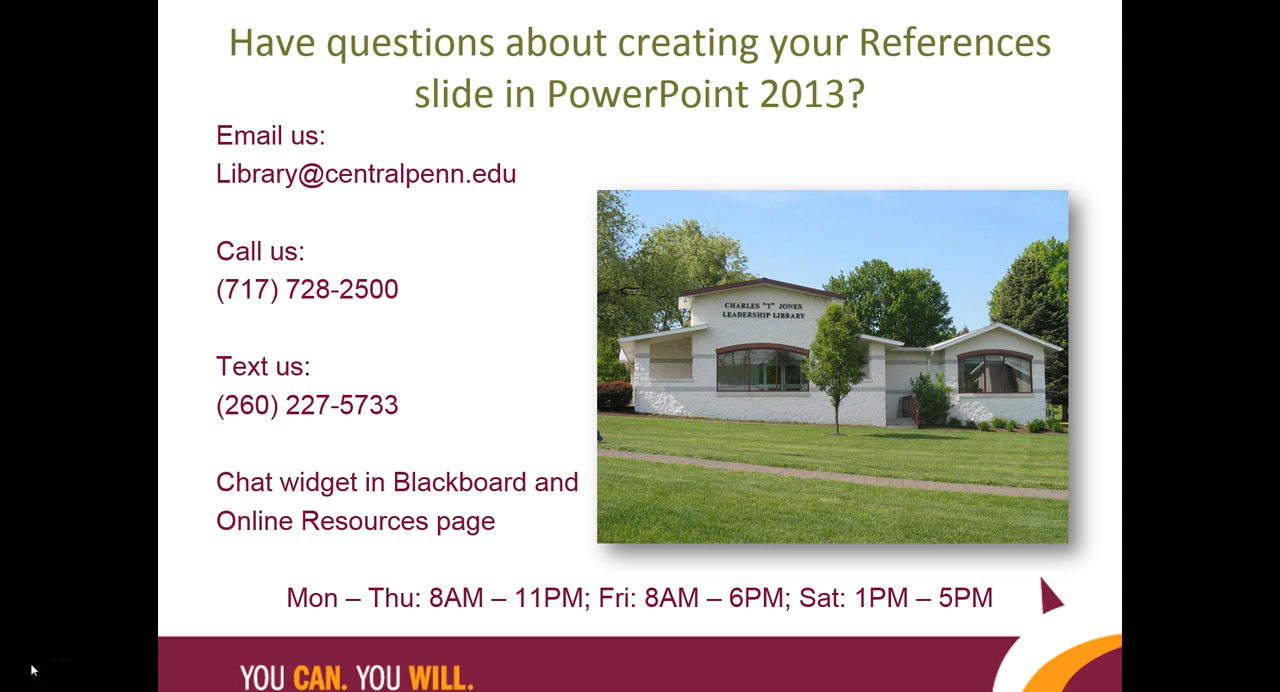 Have questions about creating your References
slide in PowerPoint 2013?
Email us:
Library@centralpenn.edu
Call us:
(717) 728-2500
Text us:
(260) 227-5733
Chat widget in Blackboard and
Online Resources page
CHARLES "T" JONES
LEADERSHIP LIBRARY
Mon – Thu: 8AM – 11PM; Fri: 8AM – 6PM; Sat: 1PM – 5PM
YOU CAN. YOU WILL.